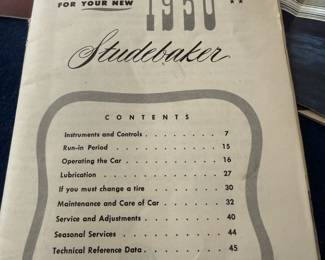 FOR YOUR NEW 1950
Studebaker
CONTENTS
Instruments and Controls . . . . . . . . 7
Run-in Period . . . . . . . . . . . 15
Operating the Car . . . . . . . . . . 16
Lubrication . . . . . . . . . . . . 27
If you must change a tire . . . . . . . 30
Maintenance and Care of Car . . . . . . 32
Service and Adjustments . . . . . . . 40
Seasonal Services . . . . . . . . . . 44
Technical Reference Data . . . . . . . 45